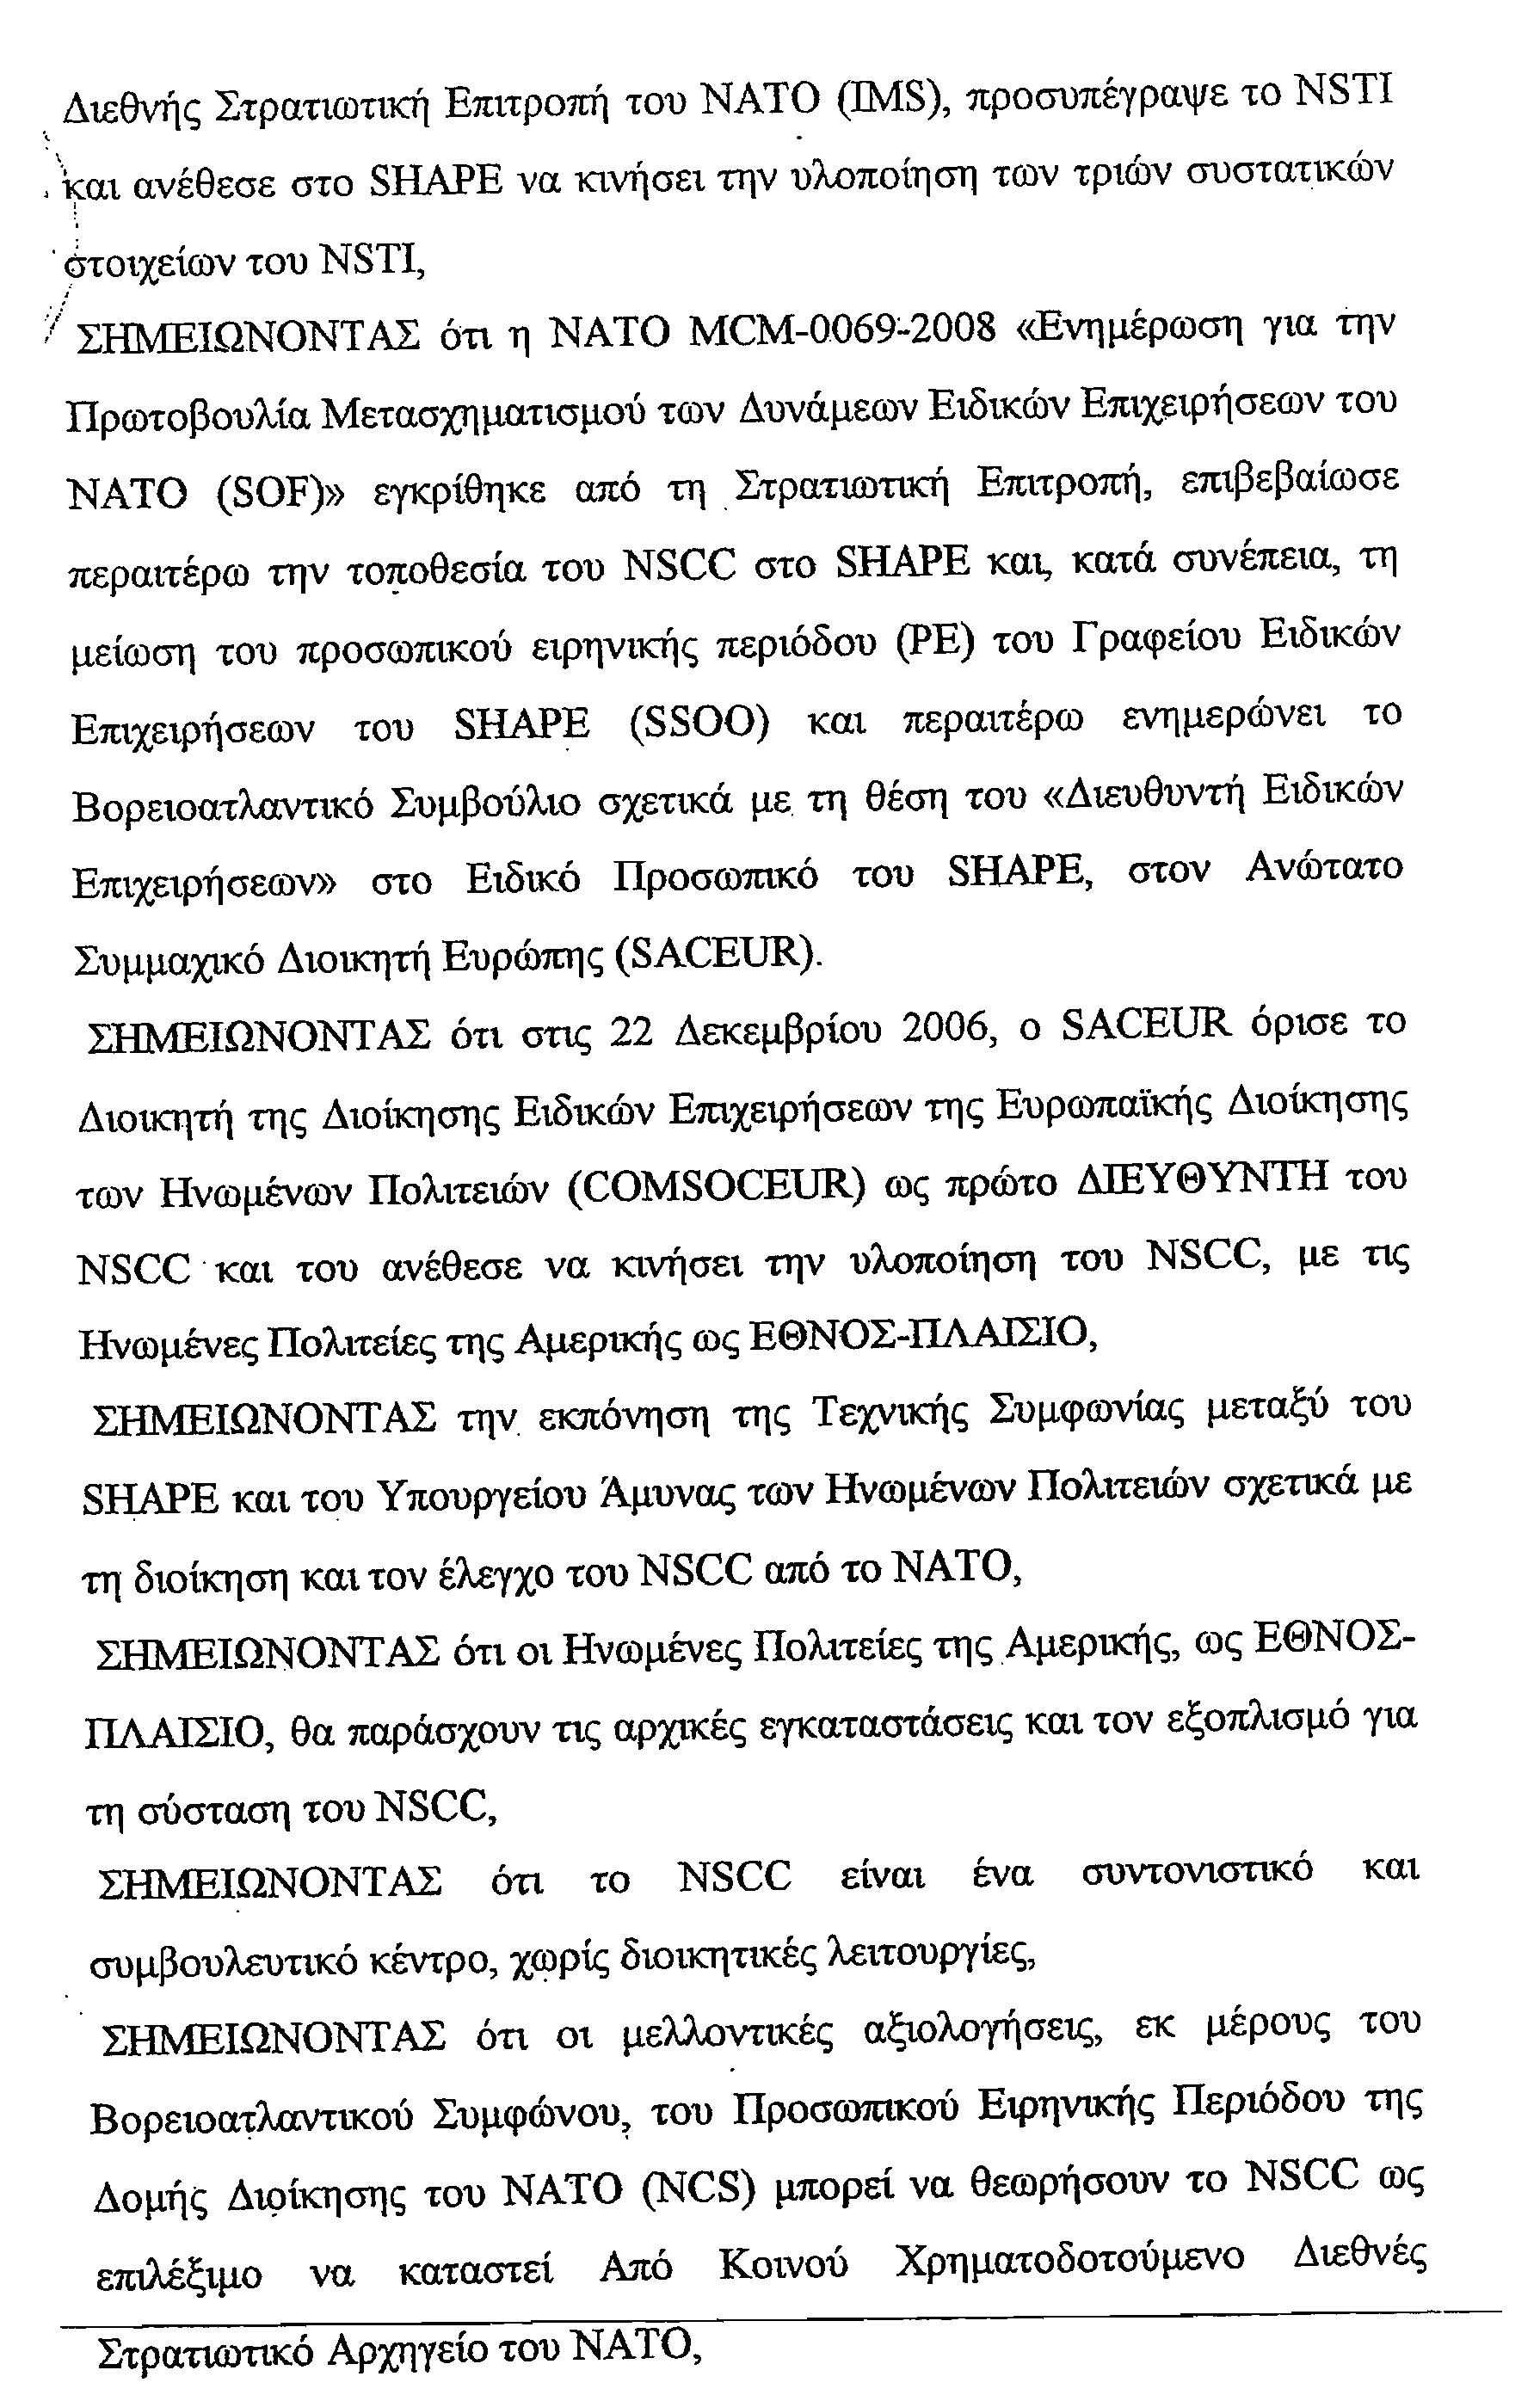 Διεθνής Στρατιωτική Επιτροπή του ΝΑΤΟ (IMS), προσυπέγραψε το NSTI
και ανέθεσε στο SHAPE να κινήσει την υλοποίηση των τριών συστατικών
στοιχείων του NSTI,
ΣΗΜΕΙΩΝΟΝΤΑΣ ότι η ΝΑΤΟ MCM-0069-2008 «Ενημέρωση για την
Πρωτοβουλία Μετασχηματισμού των Δυνάμεων Ειδικών Επιχειρήσεων του
ΝΑΤΟ (SOF)» εγκρίθηκε από τη Στρατιωτική Επιτροπή, επιβεβαίωσε
περαιτέρω την τοποθεσία του NSCC στο SHAPE και, κατά συνέπεια, τη
μείωση του προσωπικού ειρηνικής περιόδου (PE) του Γραφείου Ειδικών
Επιχειρήσεων του SHAPE (SSOO) και περαιτέρω ενημερώνει το
Βορειοατλαντικό Συμβούλιο σχετικά με τη θέση του «Διευθυντή Ειδικών
Επιχειρήσεων» στο Ειδικό Προσωπικό του SHAPE, στον Ανώτατο
Συμμαχικό Διοικητή Ευρώπης (SACEUR).
ΣΗΜΕΙΩΝΟΝΤΑΣ ότι στις 22 Δεκεμβρίου 2006, ο SACEUR όρισε το
Διοικητή της Διοίκησης Ειδικών Επιχειρήσεων της Ευρωπαϊκής Διοίκησης
των Ηνωμένων Πολιτειών (COMSOCEUR) ως πρώτο ΔΙΕΥΘΥΝΤΗ του
NSCC και του ανέθεσε να κινήσει την υλοποίηση του NSCC, με τις
Ηνωμένες Πολιτείες της Αμερικής ως ΕΘΝΟΣ-ΠΛΑΙΣΙΟ,
ΣΗΜΕΙΩΝΟΝΤΑΣ την εκπόνηση της Τεχνικής Συμφωνίας μεταξύ του
SHAPE και του Υπουργείου Άμυνας των Ηνωμένων Πολιτειών σχετικά με
τη διοίκηση και τον έλεγχο του NSCC από το ΝΑΤΟ,
ΣΗΜΕΙΩΝΟΝΤΑΣ ότι οι Ηνωμένες Πολιτείες της Αμερικής, ως ΕΘΝΟΣ-
ΠΛΑΙΣΙΟ, θα παράσχουν τις αρχικές εγκαταστάσεις και τον εξοπλισμό για
τη σύσταση του NSCC,
ΣΗΜΕΙΩΝΟΝΤΑΣ ότι το NSCC είναι ένα συντονιστικό και
συμβουλευτικό κέντρο, χωρίς διοικητικές λειτουργίες,
ΣΗΜΕΙΩΝΟΝΤΑΣ ότι οι μελλοντικές αξιολογήσεις, εκ μέρους του
Βορειοατλαντικού Συμφώνου, του Προσωπικού Ειρηνικής Περιόδου της
Δομής Διοίκησης του ΝΑΤΟ (NCS) μπορεί να θεωρήσουν το NSCC ως
επιλέξιμο να καταστεί Από Κοινού Χρηματοδοτούμενο Διεθνές
Στρατιωτικό Αρχηγείο του ΝΑΤΟ,